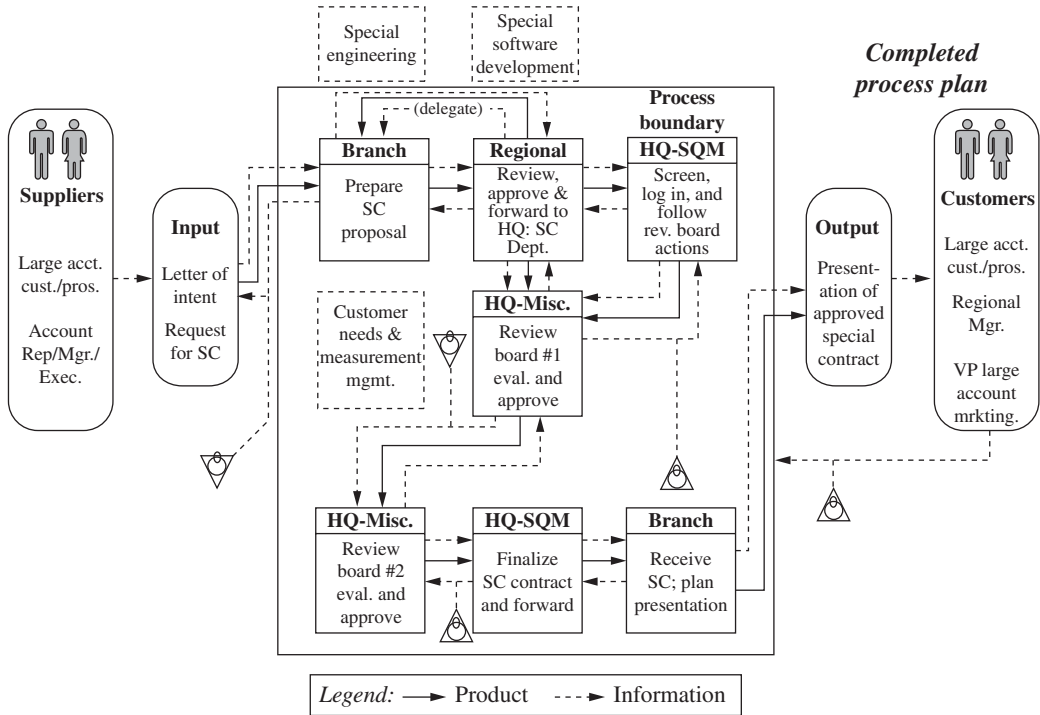 Special
engineering
Special
software
development
Completed
process plan
Process
boundary
(delegate)
Suppliers
Large acct.
cust./pros.
Account
Rep/Mgr./
Exec.
Input
Letter of
intent
Request
for SC
Branch
Prepare
SC
proposal
Regional
Review,
approve &
forward to
HQ: SC
Dept.
HQ-SQM
Screen,
log in, and
follow
rev. board
actions
Output
Present-
ation of
approved
special
contract
Customers
Large acct.
cust./pros.
Regional
Mgr.
VP large
account
mrkting.
Customer
needs &
measurement
mgmt.
HQ-Misc.
Review
board #1
eval. and
approve
HQ-Misc.
Review
board #2
eval. and
approve
HQ-SQM
Finalize
SC contract
and forward
Branch
Receive
SC; plan
presentation
Legend: Product Information